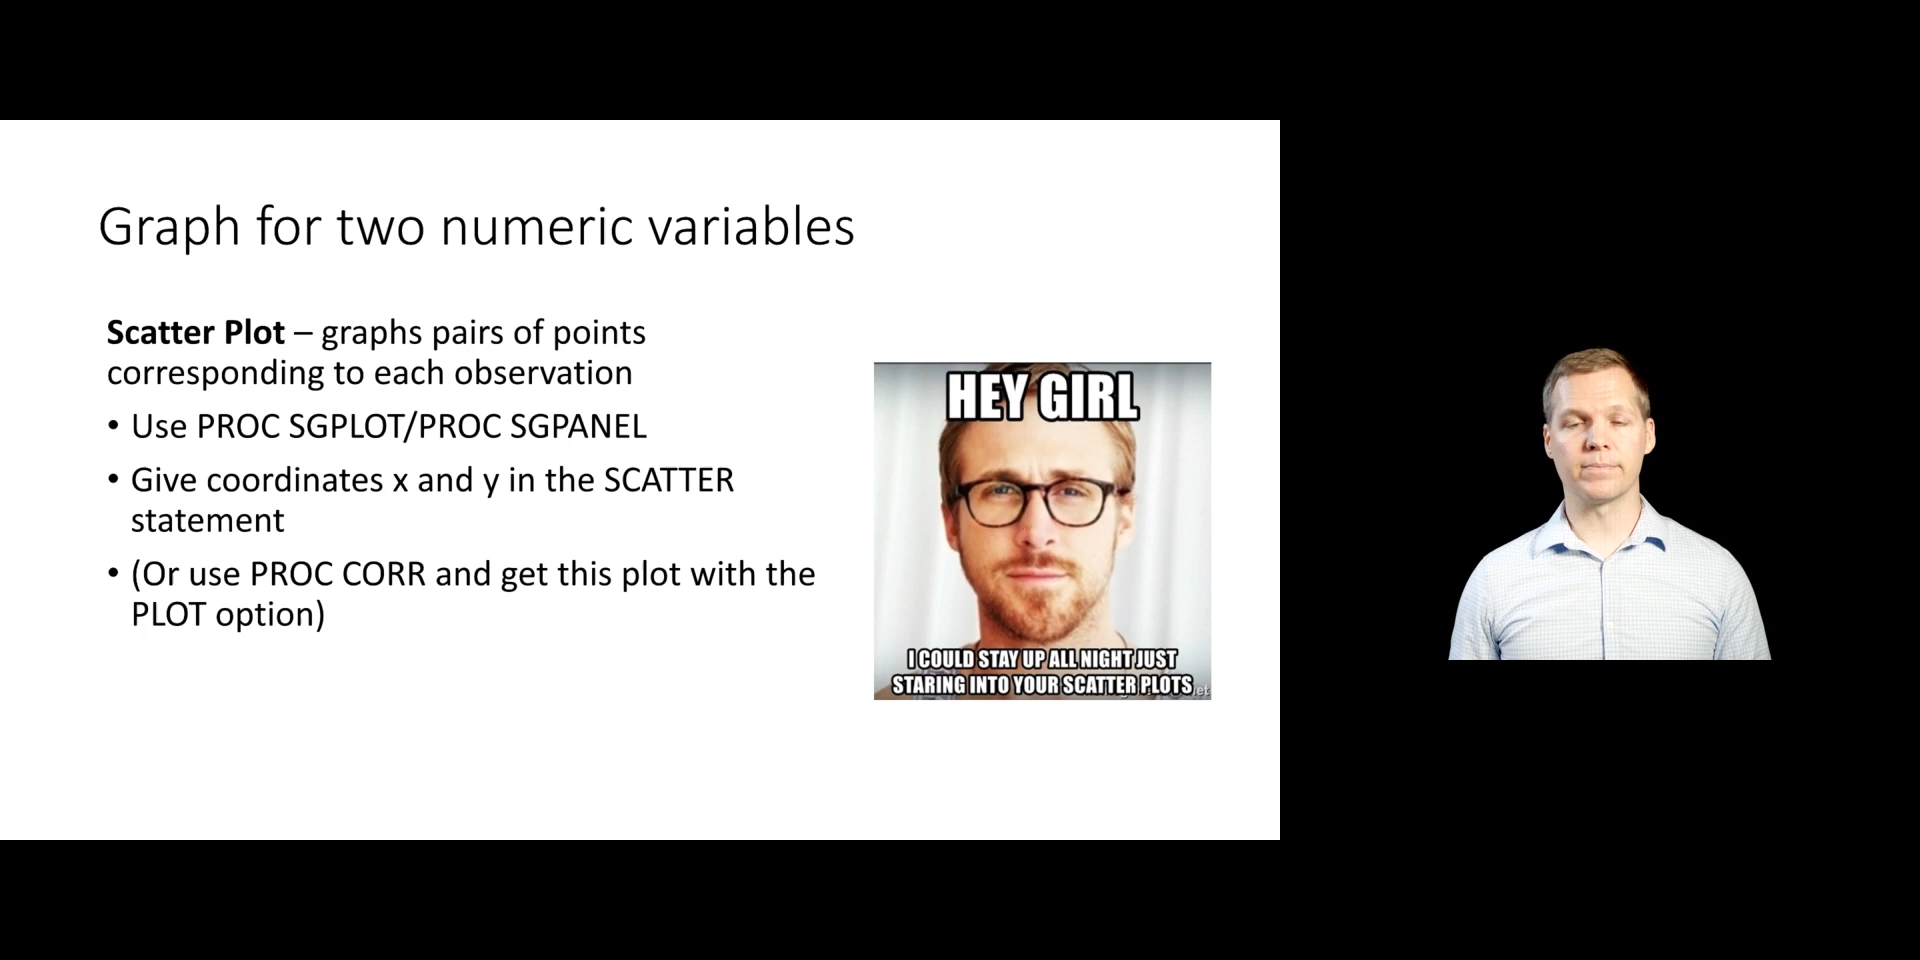 Graph for two numeric variables
Scatter Plot – graphs pairs of points
corresponding to each observation
• Use PROC SGPLOT/PROC SGPANEL
• Give coordinates x and y in the SCATTER
statement
• (Or use PROC CORR and get this plot with the
PLOT option)
HEY GIRL
I COULD STAY UP ALL NIGHT JUST
STARING INTO YOUR SCATTER PLOTS